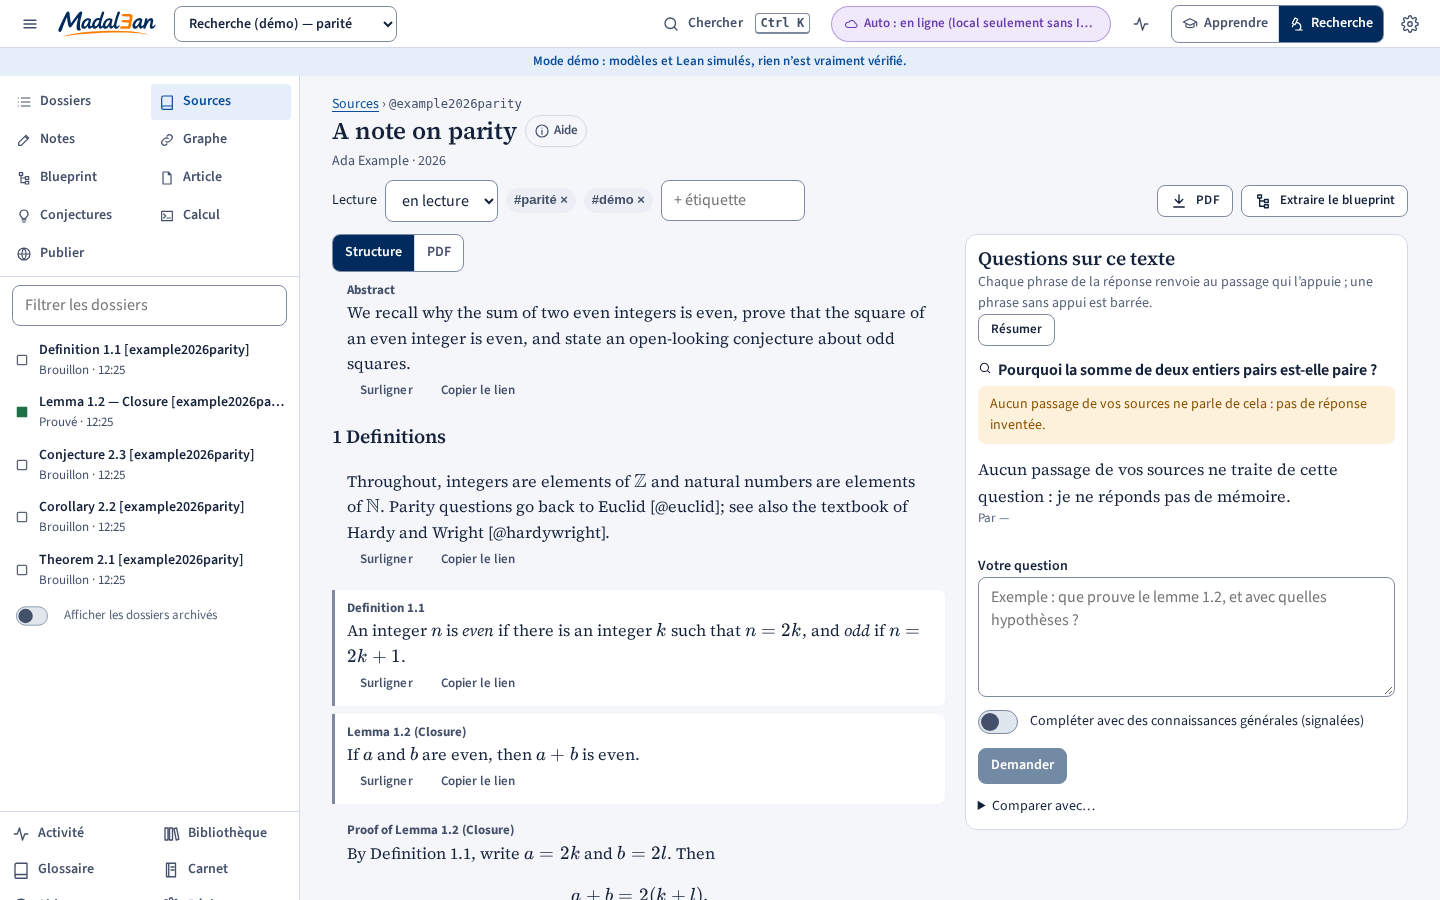 MadaLean
Recherche (démo) — parité
Chercher
Ctrl K
Auto : en ligne (local seulement sans I…
Apprendre
Recherche
Mode démo : modèles et Lean simulés, rien n’est vraiment vérifié.
Dossiers
Sources
Notes
Graphe
Blueprint
Article
Conjectures
Calcul
Publier
Filtrer les dossiers
Definition 1.1 [example2026parity]
Brouillon · 12:25
Lemma 1.2 — Closure [example2026pa…
Prouvé · 12:25
Conjecture 2.3 [example2026parity]
Brouillon · 12:25
Corollary 2.2 [example2026parity]
Brouillon · 12:25
Theorem 2.1 [example2026parity]
Brouillon · 12:25
Afficher les dossiers archivés
Activité
Bibliothèque
Glossaire
Carnet
Sources › @example2026parity
A note on parity
Aide
Ada Example · 2026
Lecture
en lecture
#parité ×
#démo ×
+ étiquette
PDF
Extraire le blueprint
Structure
PDF
Abstract
We recall why the sum of two even integers is even, prove that the square of
an even integer is even, and state an open-looking conjecture about odd
squares.
Surligner
Copier le lien
1 Definitions
Throughout, integers are elements of ℤ and natural numbers are elements
of ℕ. Parity questions go back to Euclid [@euclid]; see also the textbook of
Hardy and Wright [@hardywright].
Surligner
Copier le lien
Definition 1.1
An integer n is even if there is an integer k such that n = 2k, and odd if n =
2k + 1.
Surligner
Copier le lien
Lemma 1.2 (Closure)
If a and b are even, then a + b is even.
Surligner
Copier le lien
Proof of Lemma 1.2 (Closure)
By Definition 1.1, write a = 2k and b = 2l. Then
a + b = 2(k + l).
Questions sur ce texte
Chaque phrase de la réponse renvoie au passage qui l’appuie ; une
phrase sans appui est barrée.
Résumer
Pourquoi la somme de deux entiers pairs est-elle paire ?
Aucun passage de vos sources ne parle de cela : pas de réponse
inventée.
Aucun passage de vos sources ne traite de cette
question : je ne réponds pas de mémoire.
Par —
Votre question
Exemple : que prouve le lemme 1.2, et avec quelles
hypothèses ?
Compléter avec des connaissances générales (signalées)
Demander
Comparer avec…